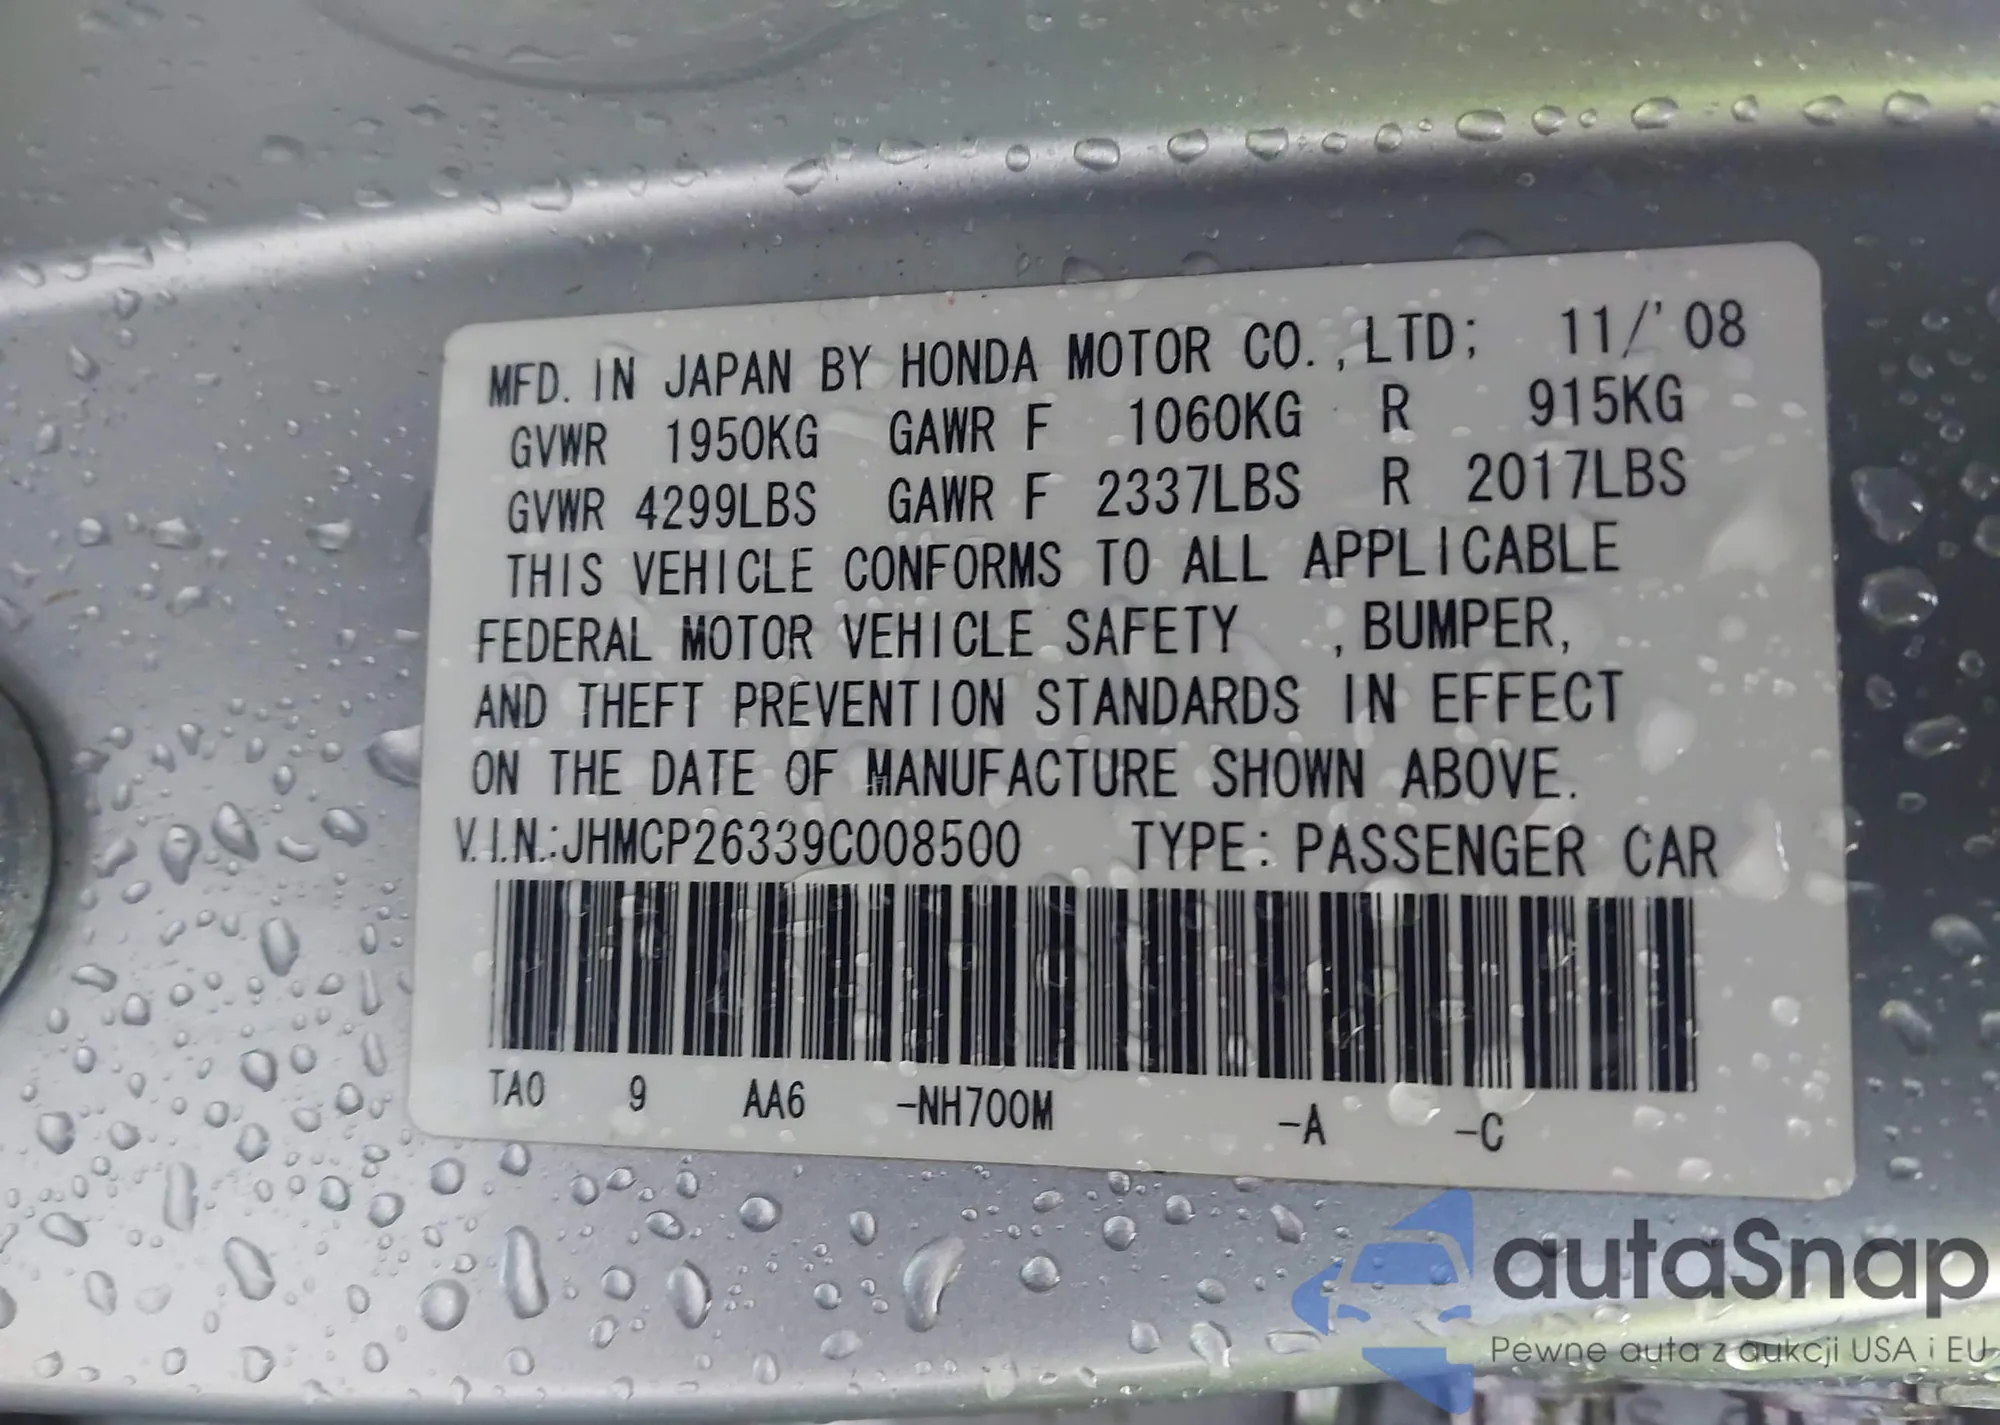 MFD. IN JAPAN BY HONDA MOTOR CO.,LTD; 11/'08
GVWR 1950KG GAWR F 1060KG R 915KG
GVWR 4299LBS GAWR F 2337LBS R 2017LBS
THIS VEHICLE CONFORMS TO ALL APPLICABLE
FEDERAL MOTOR VEHICLE SAFETY , BUMPER,
AND THEFT PREVENTION STANDARDS IN EFFECT
ON THE DATE OF MANUFACTURE SHOWN ABOVE.
V.I.N.:JHMCP26339C008500 TYPE: PASSENGER CAR
TA0 9 AA6 -NH700M -A -C
autaSnap
Pewne auta z aukcji USA i EU